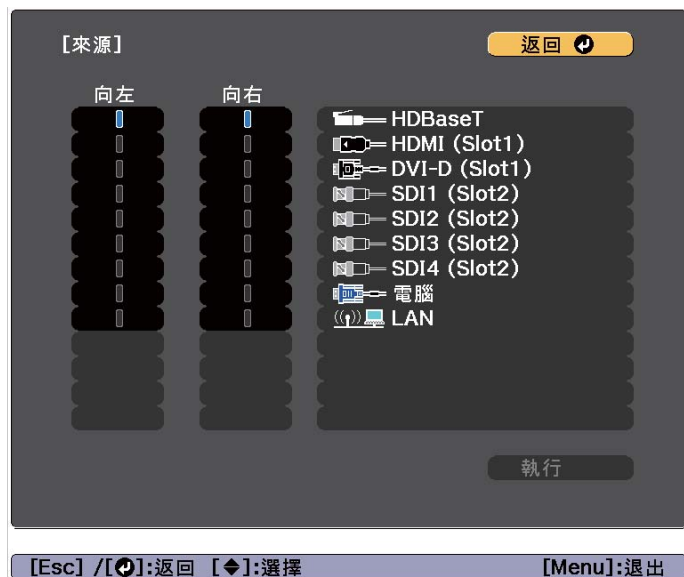 [來源]
返回
向左 向右
HDBaseT
HDMI (Slot1)
DVI-D (Slot1)
SDI1 (Slot2)
SDI2 (Slot2)
SDI3 (Slot2)
SDI4 (Slot2)
電腦
LAN
執行
[Esc] /[⏎]:返回 [◆]:選擇 [Menu]:退出